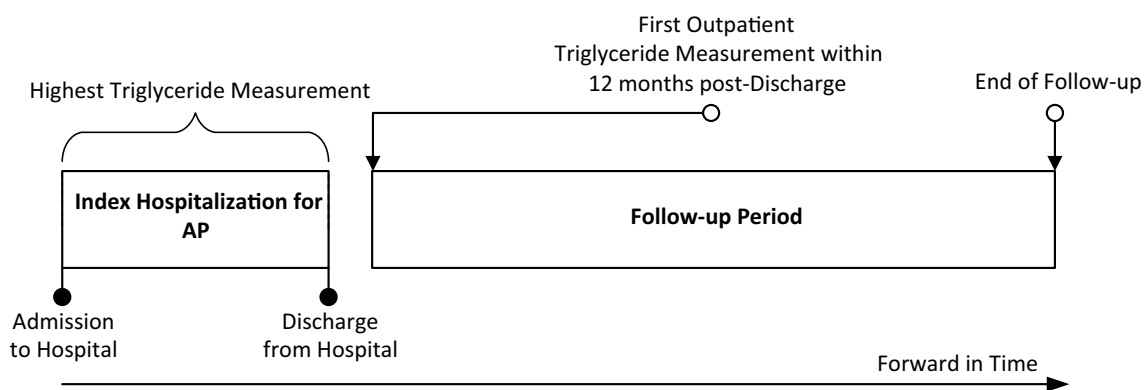 First Outpatient
Triglyceride Measurement within
12 months post-Discharge
Highest Triglyceride Measurement
End of Follow-up
Index Hospitalization for
AP
Follow-up Period
Admission
to Hospital
Discharge
from Hospital
Forward in Time